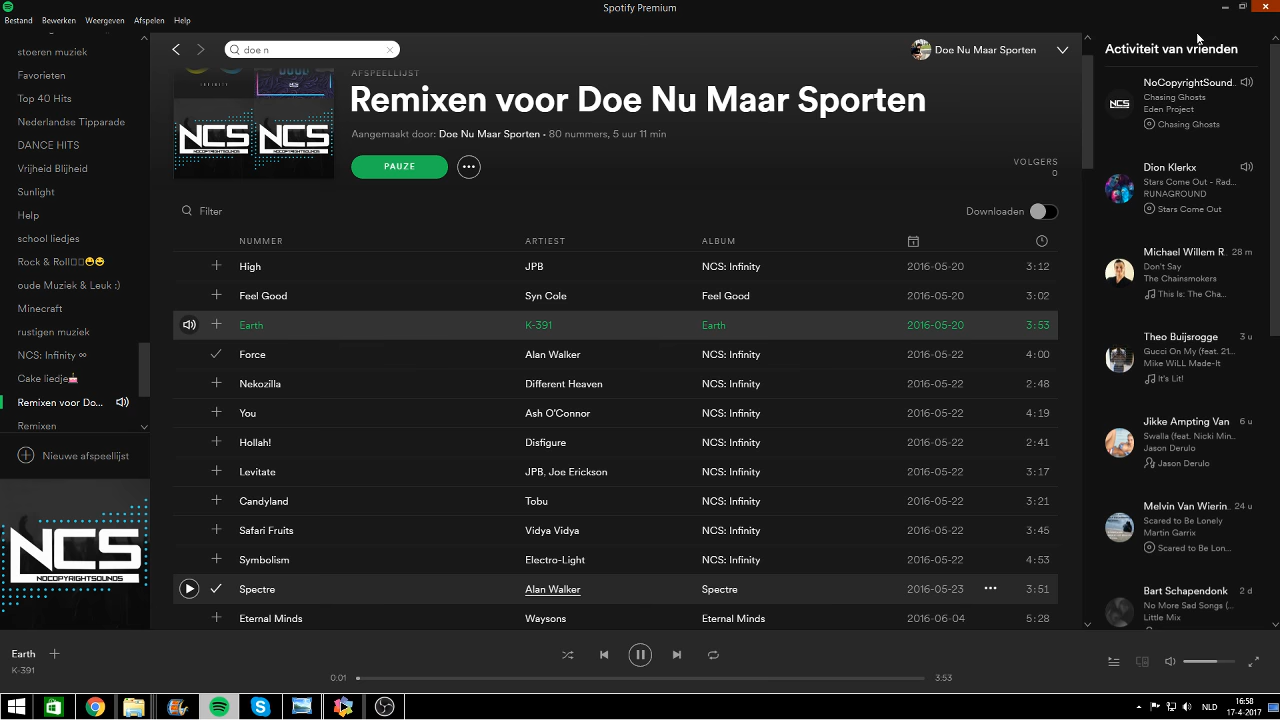 Spotify Premium
Bestand Bewerken Weergeven Afspelen Help
stoeren muziek
Favorieten
Top 40 Hits
Nederlandse Tipparade
DANCE HITS
Vrijheid Blijheid
Sunlight
Help
school liedjes
Rock & Roll😀😄
oude Muziek & Leuk :)
Minecraft
rustigen muziek
NCS: Infinity ∞
Cake liedje🎂
Remixen voor Do...
Remixen
Nieuwe afspeellijst
NCS
NOCOPYRIGHTSOUNDS
doe n
Doe Nu Maar Sporten
INFINITY
NCS
NCS
AFSPEELLIJST
Remixen voor Doe Nu Maar Sporten
Aangemaakt door: Doe Nu Maar Sporten • 80 nummers, 5 uur 11 min
PAUZE
VOLGERS
0
Filter
Downloaden
NUMMER ARTIEST ALBUM
High JPB NCS: Infinity 2016-05-20 3:12
Feel Good Syn Cole Feel Good 2016-05-20 3:02
Earth K-391 Earth 2016-05-20 3:53
Force Alan Walker NCS: Infinity 2016-05-22 4:00
Nekozilla Different Heaven NCS: Infinity 2016-05-22 2:48
You Ash O'Connor NCS: Infinity 2016-05-22 4:19
Hollah! Disfigure NCS: Infinity 2016-05-22 2:41
Levitate JPB, Joe Erickson NCS: Infinity 2016-05-22 3:17
Candyland Tobu NCS: Infinity 2016-05-22 3:21
Safari Fruits Vidya Vidya NCS: Infinity 2016-05-22 3:45
Symbolism Electro-Light NCS: Infinity 2016-05-22 4:53
Spectre Alan Walker Spectre 2016-05-23 3:51
Eternal Minds Waysons Eternal Minds 2016-06-04 5:28
Activiteit van vrienden
NCS
NoCopyrightSound..
Chasing Ghosts
Eden Project
Chasing Ghosts
Dion Klerkx
Stars Come Out - Rad...
RUNAGROUND
Stars Come Out
Michael Willem R.. 28 m
Don't Say
The Chainsmokers
This Is: The Cha...
Theo Buijsrogge 3 u
Gucci On My (feat. 21...
Mike WiLL Made-It
It's Lit!
Jikke Ampting Van 6 u
Swalla (feat. Nicki Min...
Jason Derulo
Jason Derulo
Melvin Van Wierin.. 24 u
Scared to Be Lonely
Martin Garrix
Scared to Be Lon...
Bart Schapendonk 2 d
No More Sad Songs (...
Little Mix
Earth
K-391
0:01
3:53
NLD
16:58
17-4-2017